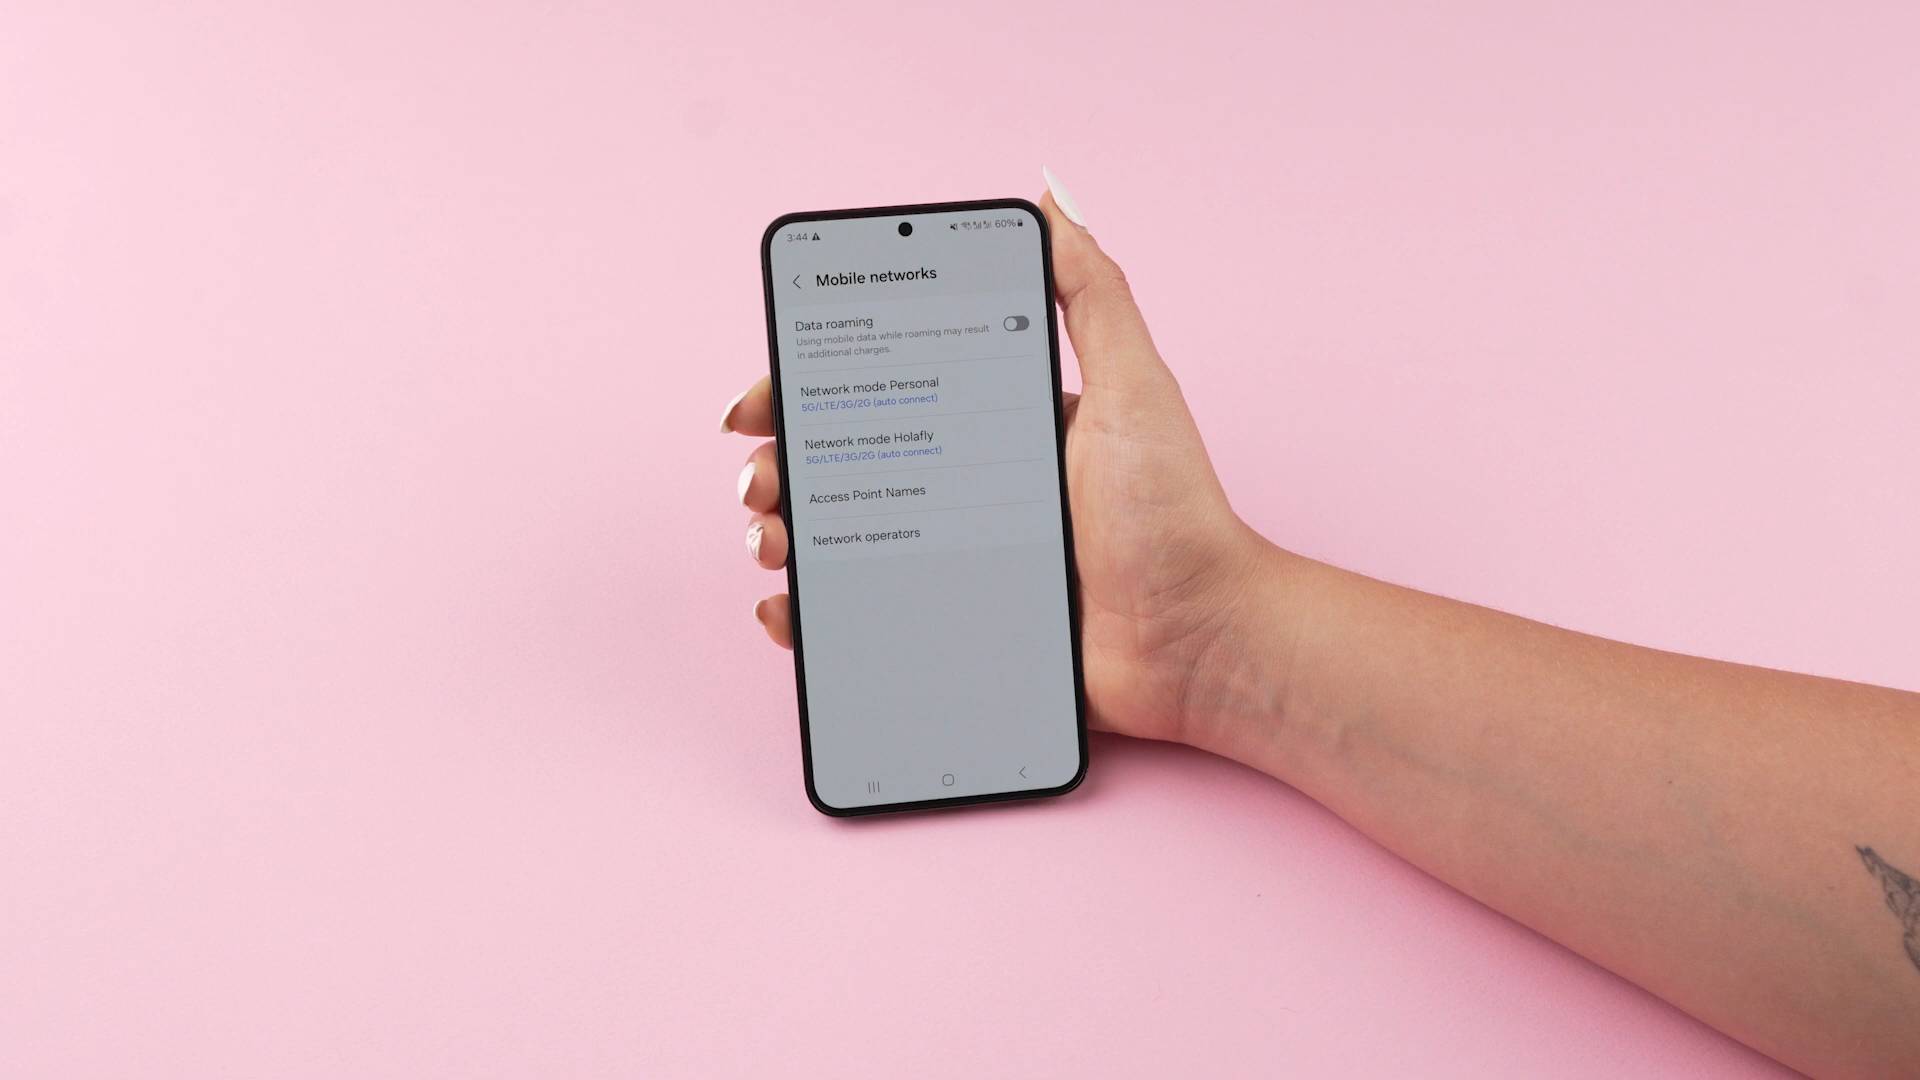 3:44 60%
Mobile networks
Data roaming
Using mobile data while roaming may result
in additional charges.
Network mode Personal
5G/LTE/3G/2G (auto connect)
Network mode Holafly
5G/LTE/3G/2G (auto connect)
Access Point Names
Network operators